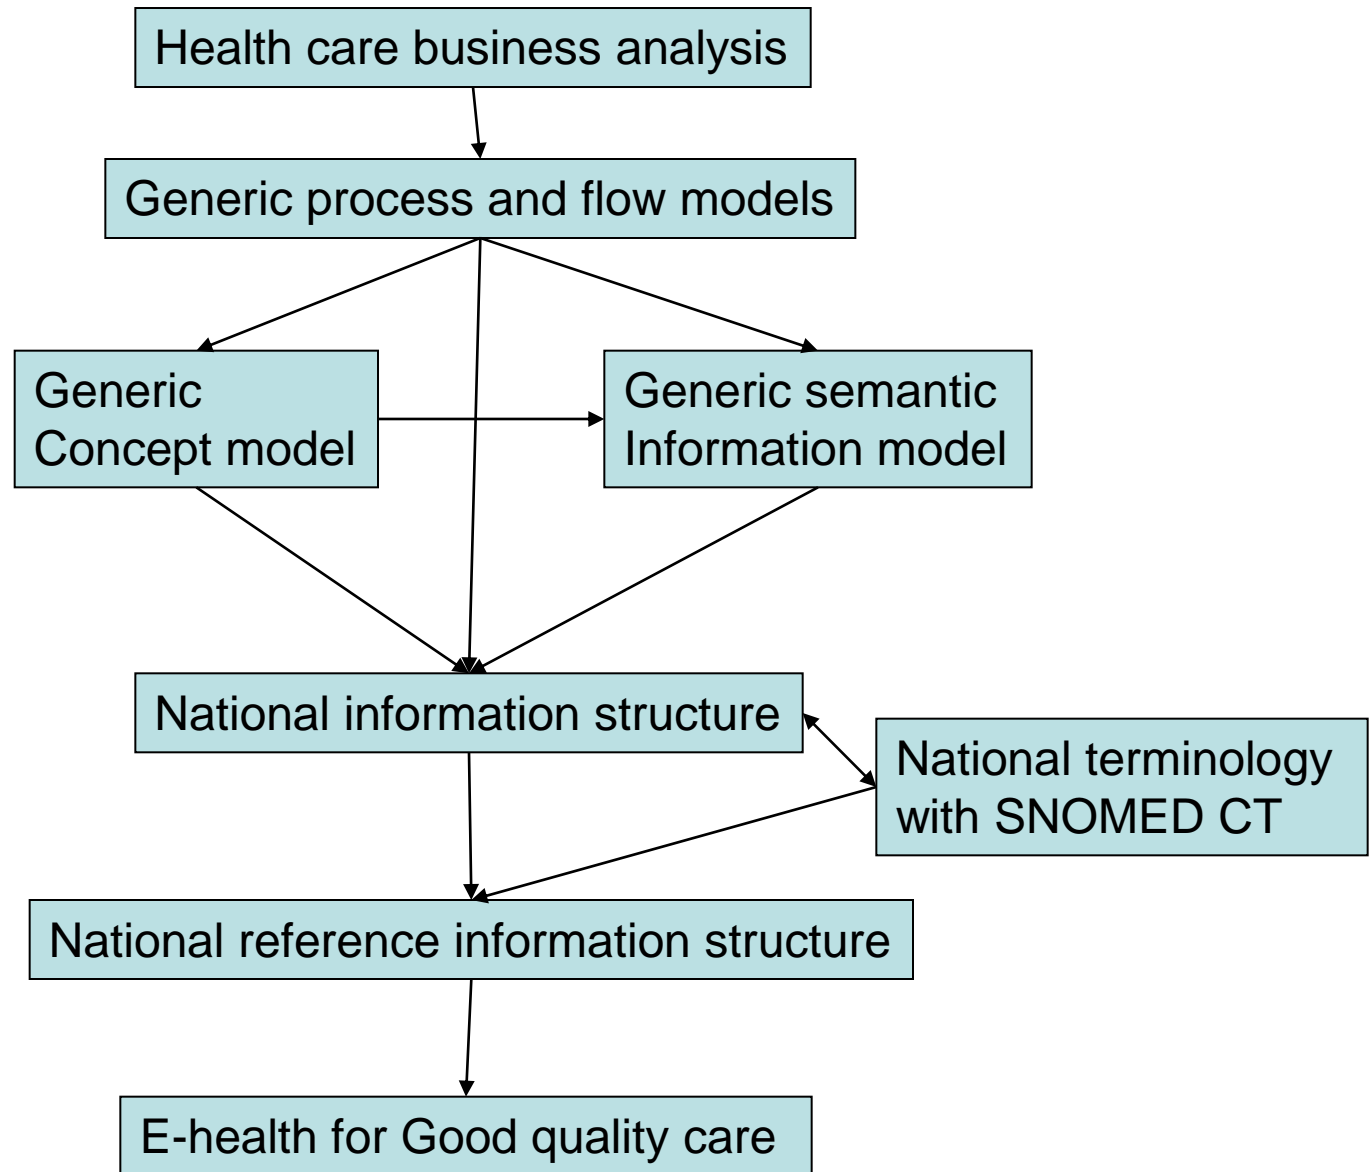 Health care business analysis
Generic process and flow models
Generic
Concept model
Generic semantic
Information model
National information structure
National terminology
with SNOMED CT
National reference information structure
E-health for Good quality care